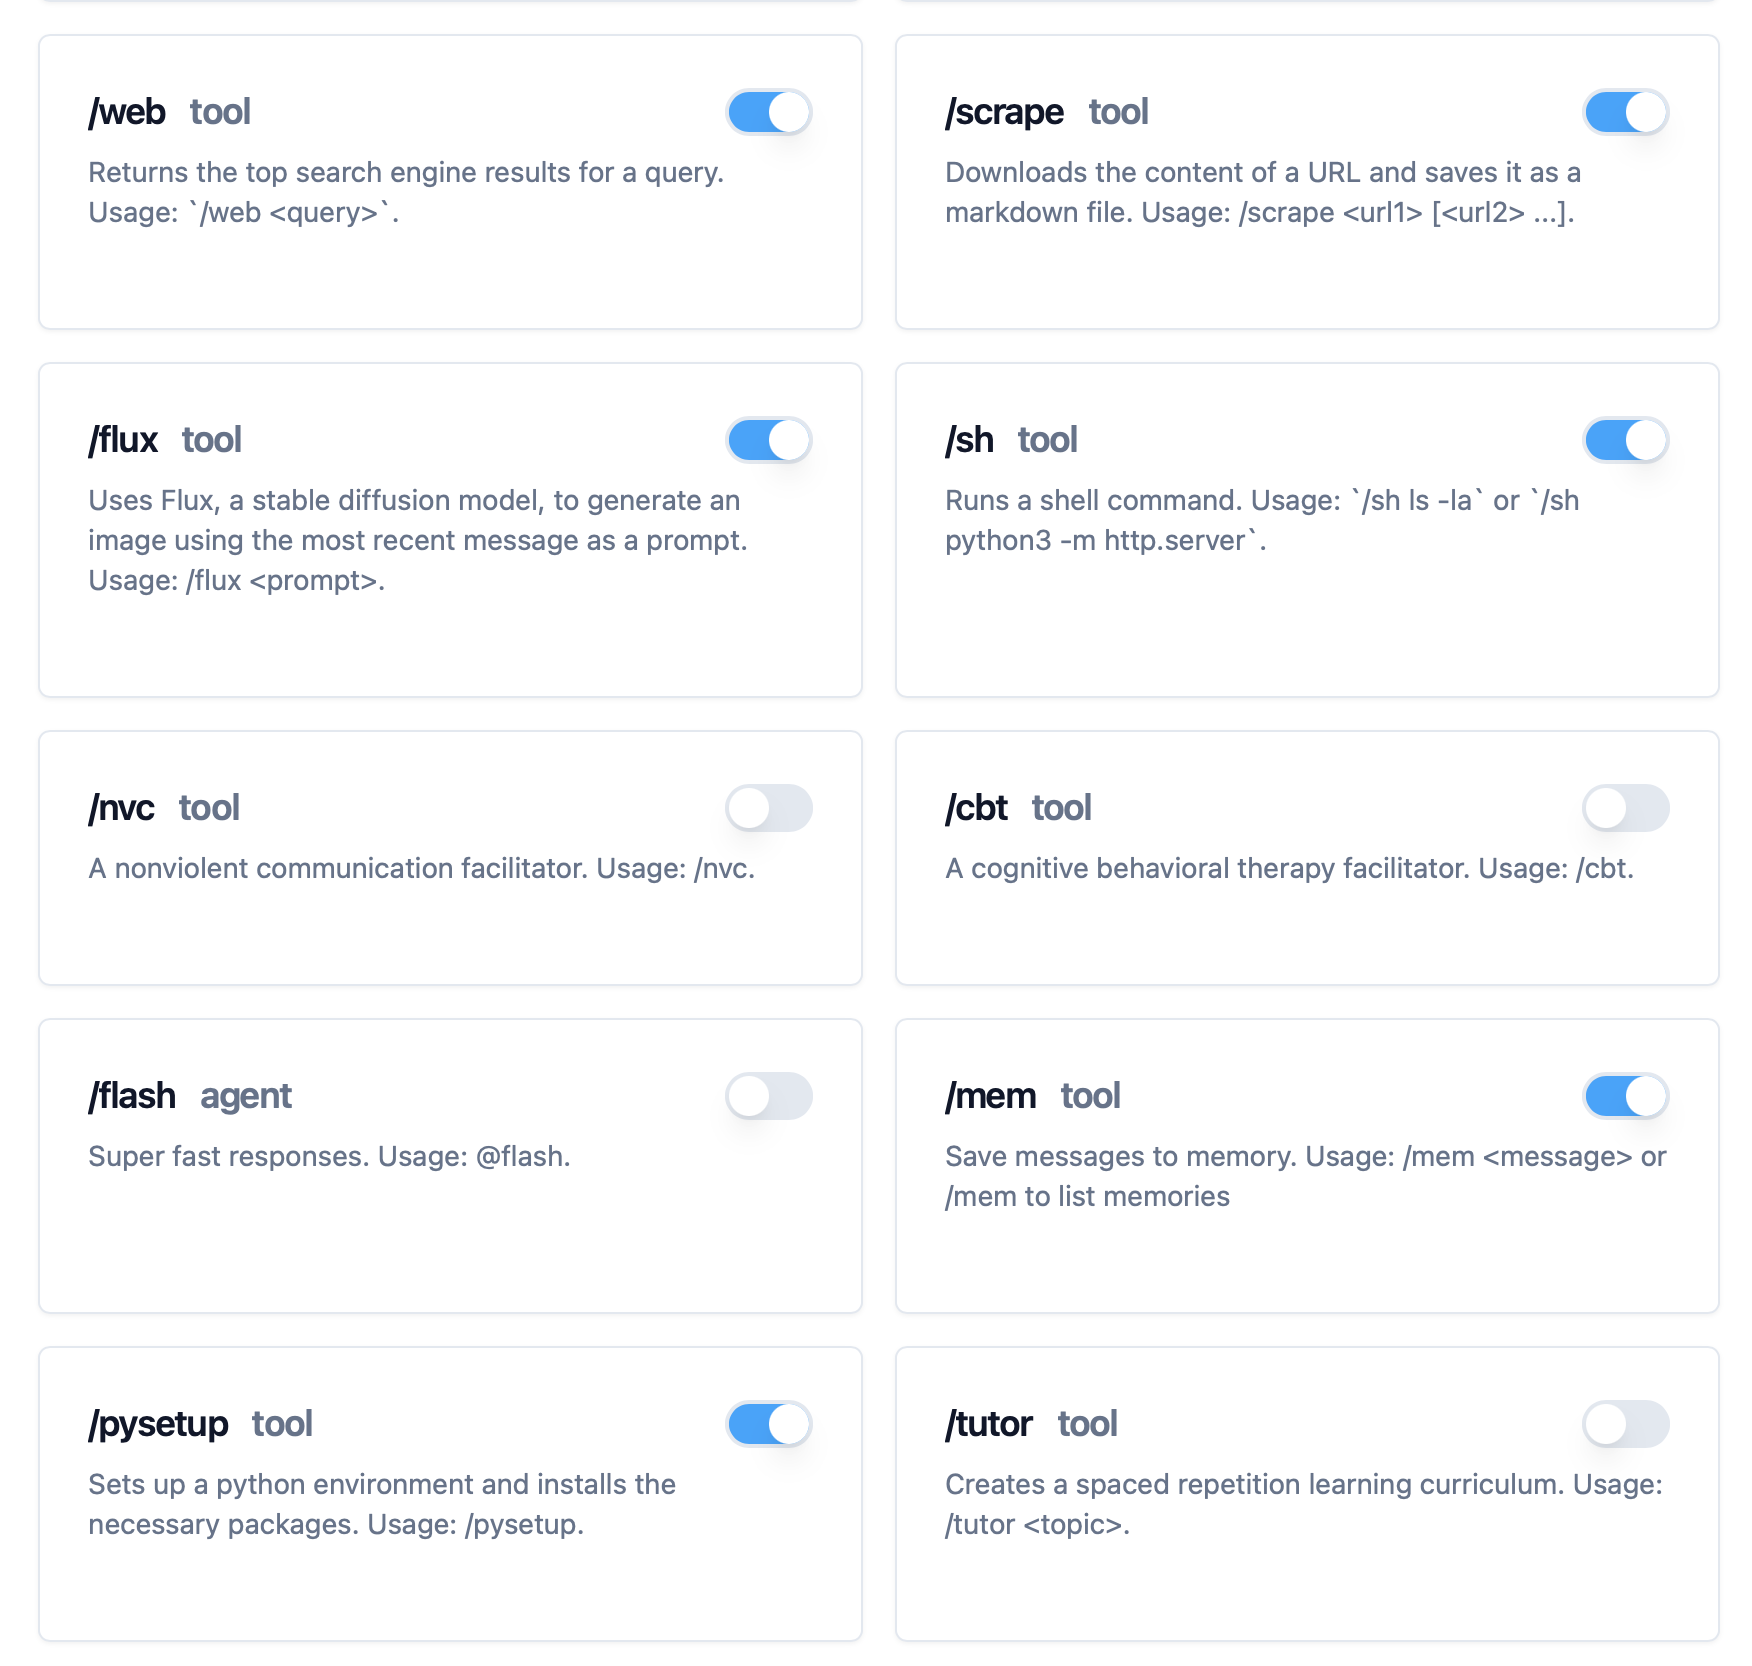 /web tool
Returns the top search engine results for a query.
Usage: `/web <query>`.
/scrape tool
Downloads the content of a URL and saves it as a
markdown file. Usage: /scrape <url1> [<url2> ...].
/flux tool
Uses Flux, a stable diffusion model, to generate an
image using the most recent message as a prompt.
Usage: /flux <prompt>.
/sh tool
Runs a shell command. Usage: `/sh ls -la` or `/sh
python3 -m http.server`.
/nvc tool
A nonviolent communication facilitator. Usage: /nvc.
/cbt tool
A cognitive behavioral therapy facilitator. Usage: /cbt.
/flash agent
Super fast responses. Usage: @flash.
/mem tool
Save messages to memory. Usage: /mem <message> or
/mem to list memories
/pysetup tool
Sets up a python environment and installs the
necessary packages. Usage: /pysetup.
/tutor tool
Creates a spaced repetition learning curriculum. Usage:
/tutor <topic>.